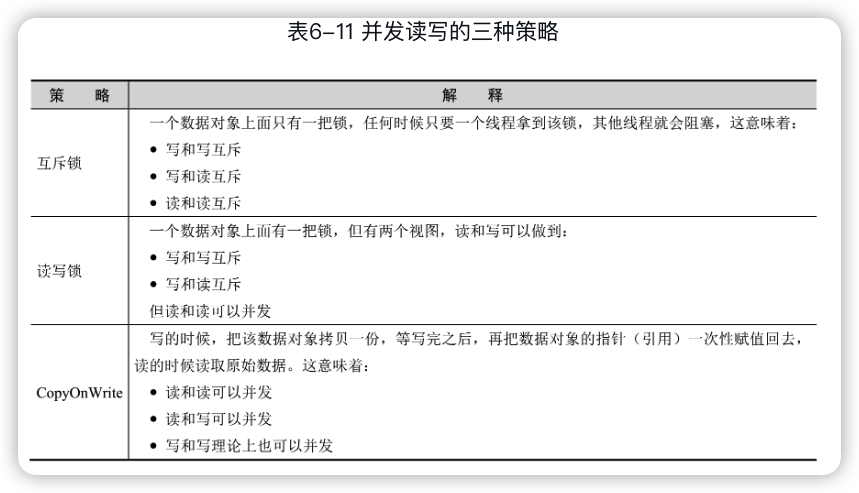 表6-11 并发读写的三种策略
策 略 解 释
一个数据对象上面只有一把锁，任何时候只要一个线程拿到该锁，其他线程就会阻塞，这意味着：
● 写和写互斥
互斥锁
● 写和读互斥
● 读和读互斥
一个数据对象上面有一把锁，但有两个视图，读和写可以做到：
● 写和写互斥
读写锁
● 写和读互斥
但读和读可以并发
写的时候，把该数据对象拷贝一份，等写完之后，再把数据对象的指针（引用）一次性赋值回去，
读的时候读取原始数据。这意味着：
CopyOnWrite ● 读和读可以并发
● 读和写可以并发
● 写和写理论上也可以并发